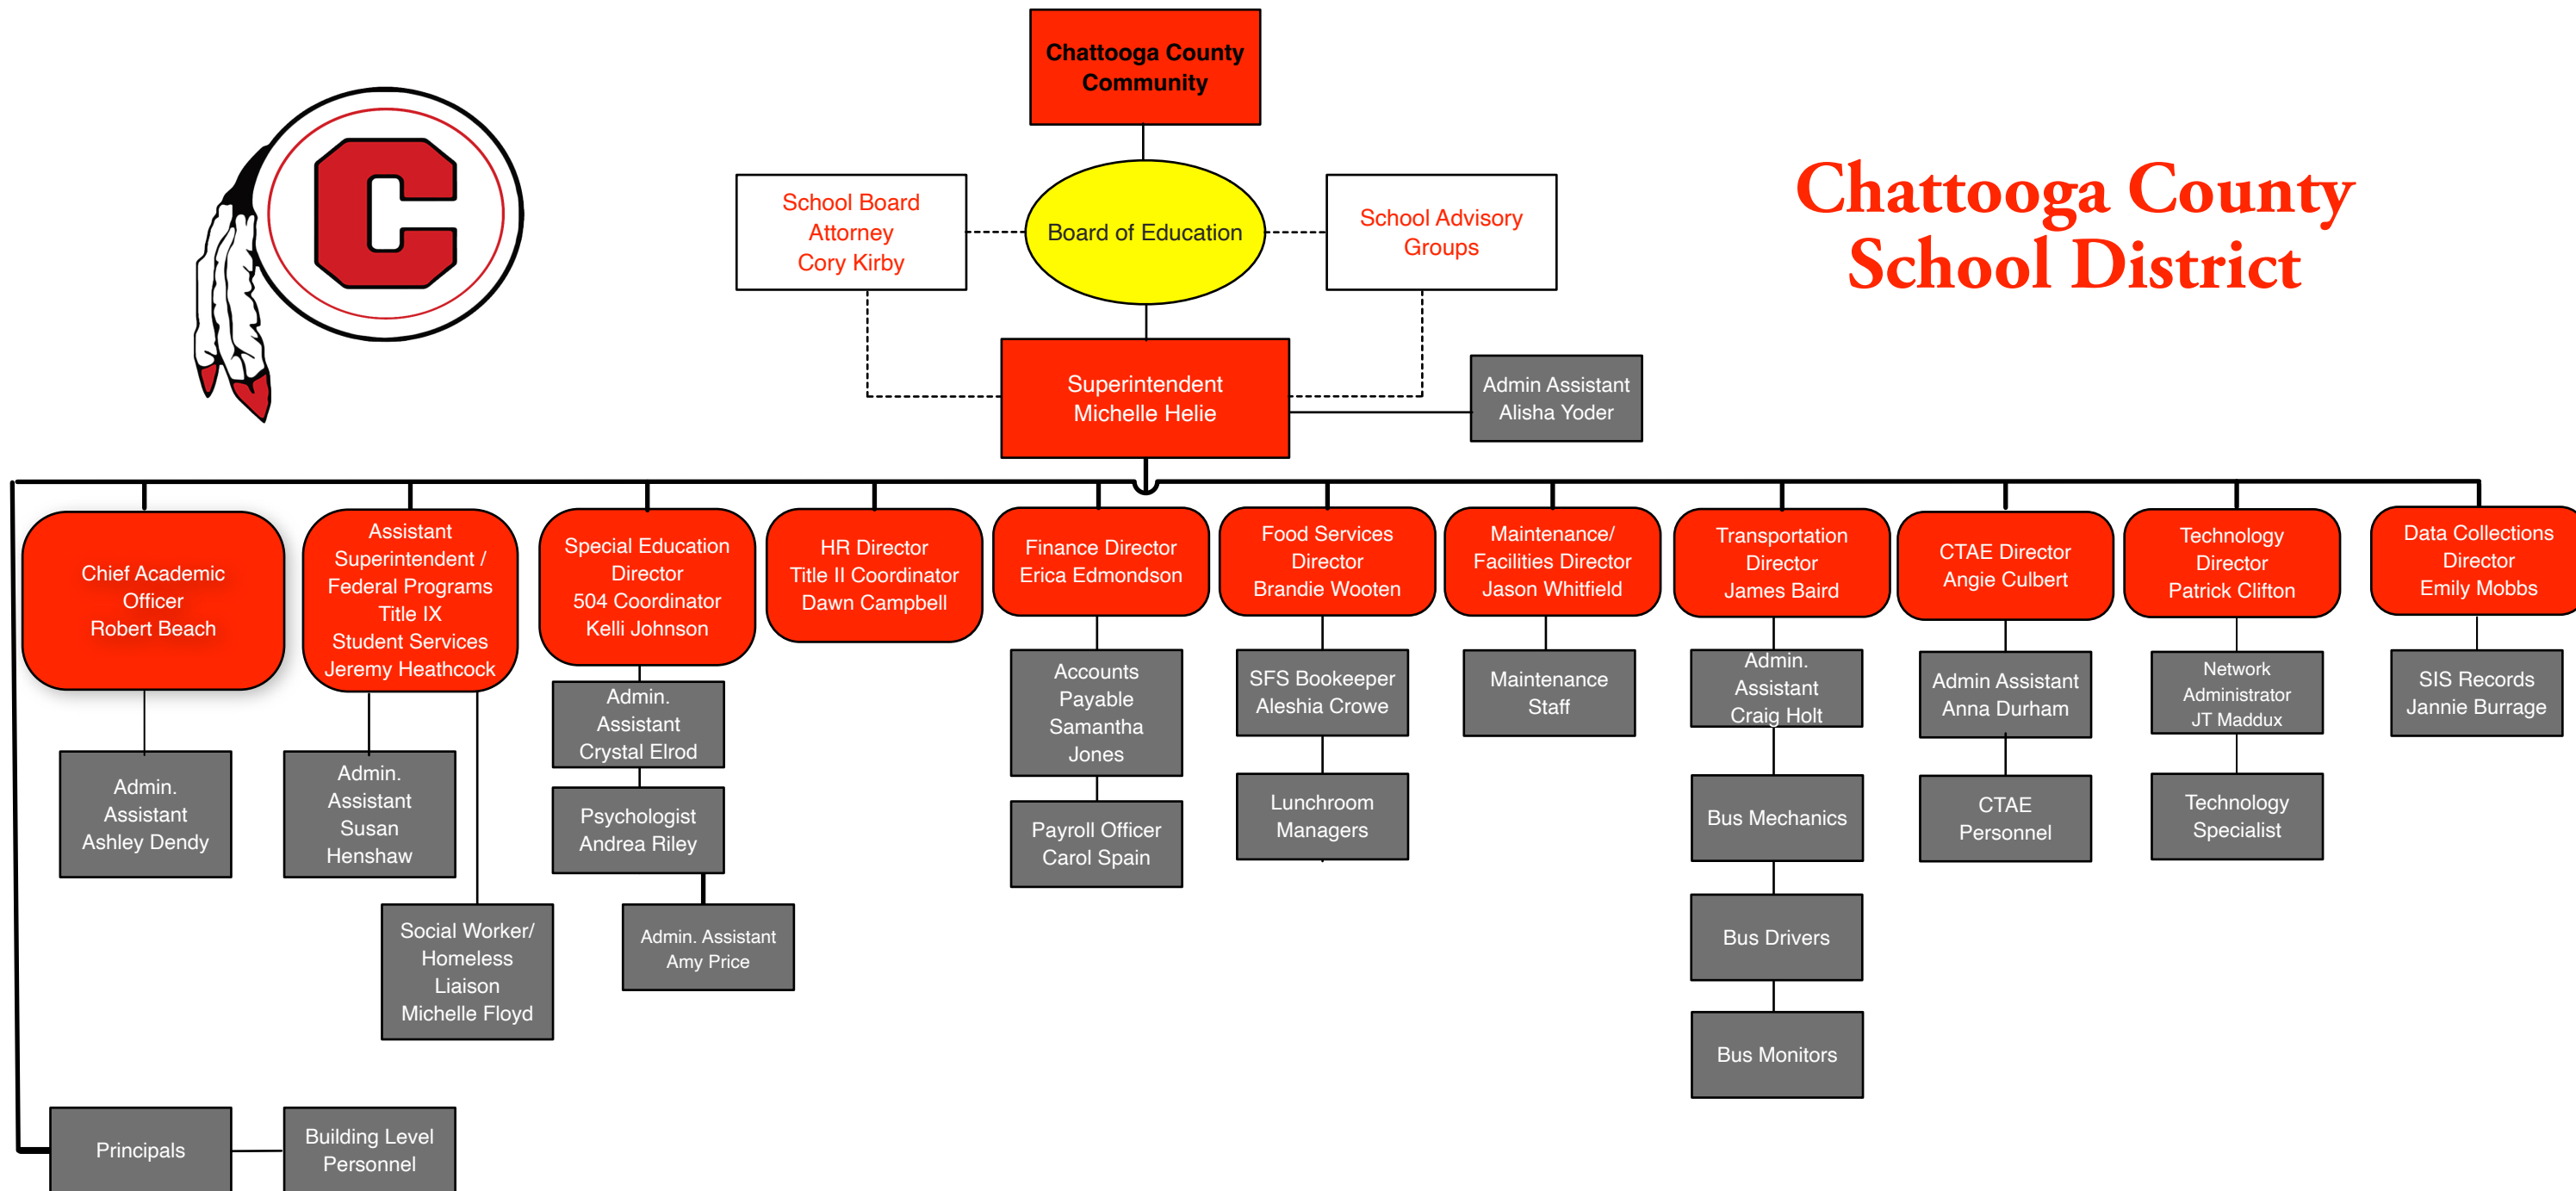 Chattooga County
Community
Chattooga County
School District
C
School Board
Attorney
Cory Kirby
Board of Education
School Advisory
Groups
Superintendent
Michelle Helie
Admin Assistant
Alisha Yoder
Chief Academic
Officer
Robert Beach
Assistant
Superintendent /
Federal Programs
Title IX
Student Services
Jeremy Heathcock
Special Education
Director
504 Coordinator
Kelli Johnson
HR Director
Title II Coordinator
Dawn Campbell
Finance Director
Erica Edmondson
Food Services
Director
Brandie Wooten
Maintenance/
Facilities Director
Jason Whitfield
Transportation
Director
James Baird
CTAE Director
Angie Culbert
Technology
Director
Patrick Clifton
Data Collections
Director
Emily Mobbs
Admin.
Assistant
Ashley Dendy
Admin.
Assistant
Susan
Henshaw
Social Worker/
Homeless
Liaison
Michelle Floyd
Admin.
Assistant
Crystal Elrod
Psychologist
Andrea Riley
Admin. Assistant
Amy Price
Accounts
Payable
Samantha
Jones
Payroll Officer
Carol Spain
SFS Bookeeper
Aleshia Crowe
Lunchroom
Managers
Maintenance
Staff
Admin.
Assistant
Craig Holt
Bus Mechanics
Bus Drivers
Bus Monitors
Admin Assistant
Anna Durham
CTAE
Personnel
Network
Administrator
JT Maddux
Technology
Specialist
SIS Records
Jannie Burrage
Principals
Building Level
Personnel